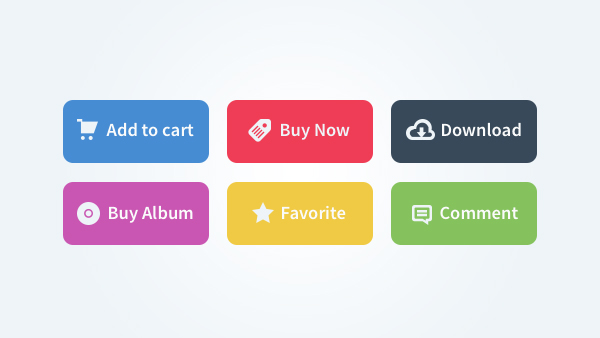 Add to cart
Buy Now
Download
Buy Album
Favorite
Comment